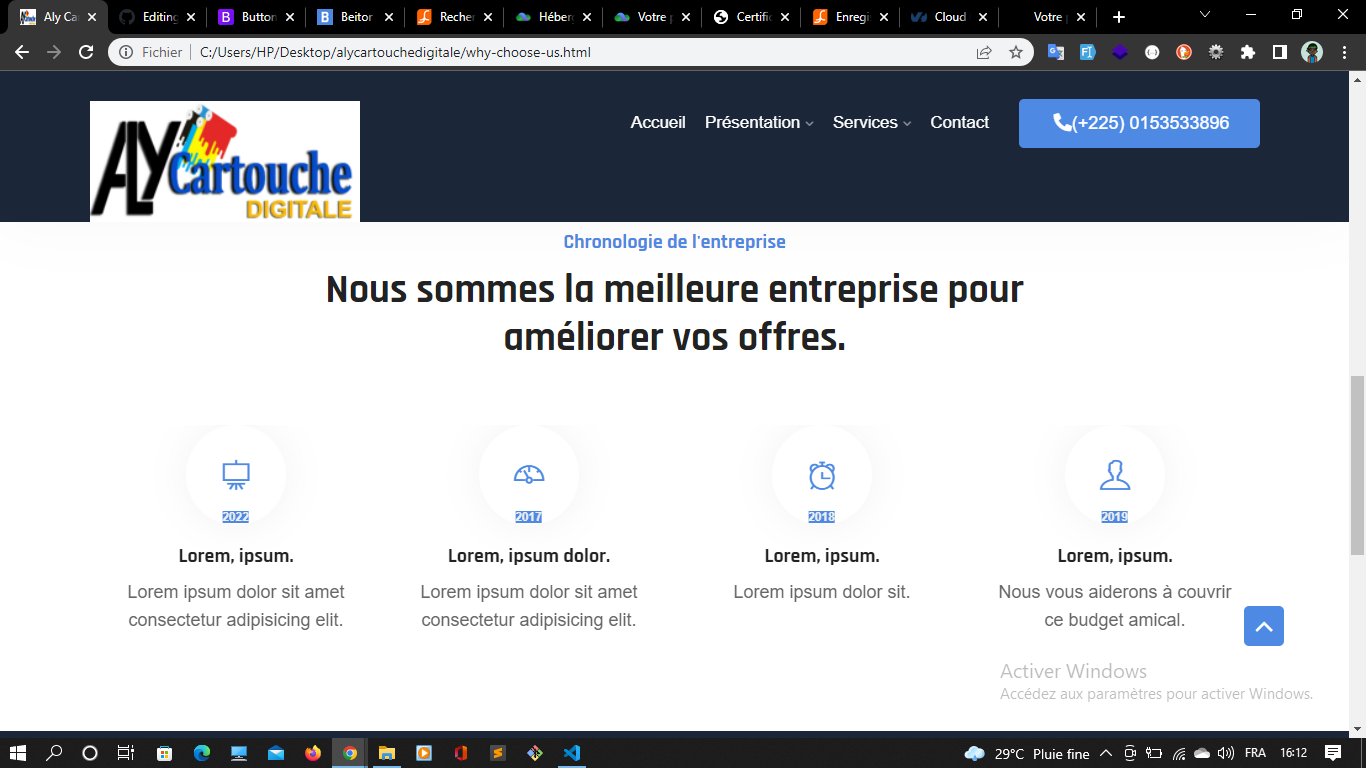 Aly Ca
Editing
Button
Beitor
Recher
Héber
Votre p
Certific
Enregis
Cloud
Votre p
Fichier
C:/Users/HP/Desktop/alycartouchedigitale/why-choose-us.html
ALY Cartouche
DIGITALE
Accueil
Présentation
Services
Contact
(+225) 0153533896
Chronologie de l'entreprise
Nous sommes la meilleure entreprise pour
améliorer vos offres.
2022
Lorem, ipsum.
Lorem ipsum dolor sit amet
consectetur adipisicing elit.
2017
Lorem, ipsum dolor.
Lorem ipsum dolor sit amet
consectetur adipisicing elit.
2018
Lorem, ipsum.
Lorem ipsum dolor sit.
2019
Lorem, ipsum.
Nous vous aiderons à couvrir
ce budget amical.
Activer Windows
Accédez aux paramètres pour activer Windows.
29°C Pluie fine
FRA
16:12